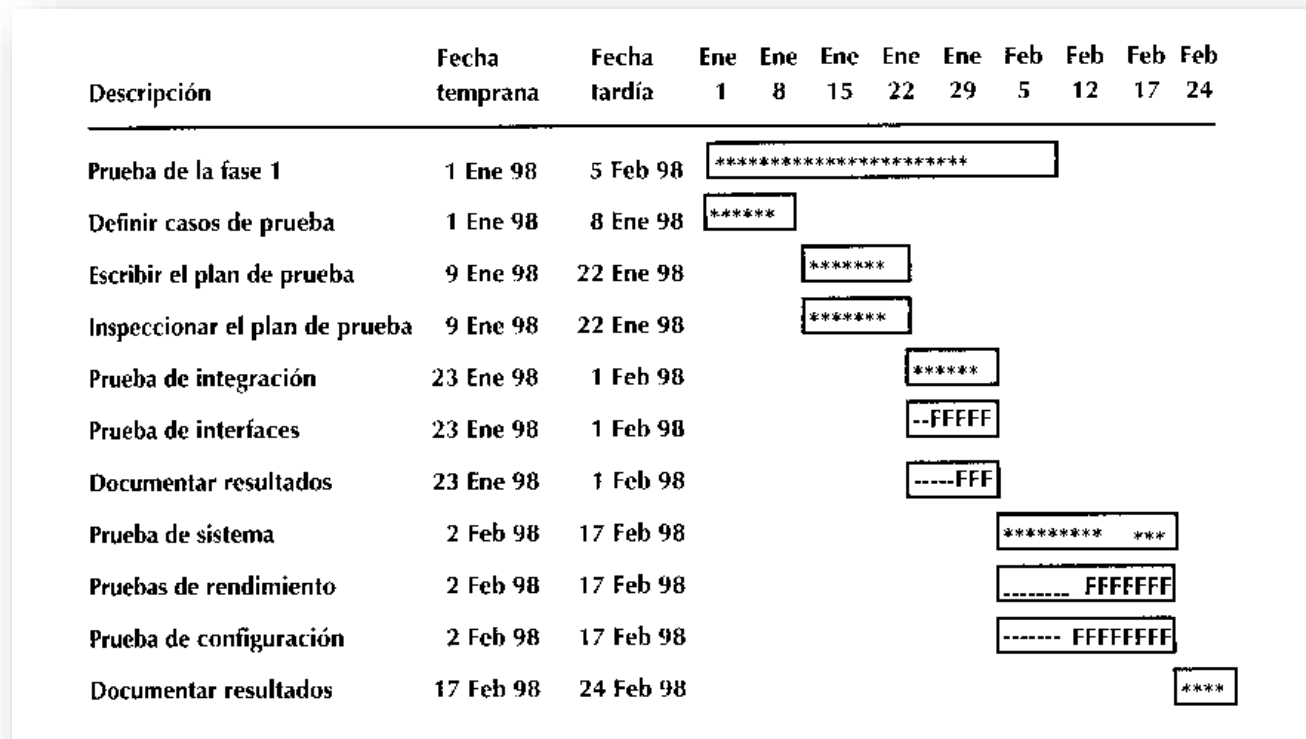 Fecha Fecha Ene Ene Ene Ene Ene Feb Feb Feb Feb
Descripción temprana tardía 1 8 15 22 29 5 12 17 24
Prueba de la fase 1 1 Ene 98 5 Feb 98 ***********************
Definir casos de prueba 1 Ene 98 8 Ene 98 ******
Escribir el plan de prueba 9 Ene 98 22 Ene 98 *******
Inspeccionar el plan de prueba 9 Ene 98 22 Ene 98 *******
Prueba de integración 23 Ene 98 1 Feb 98 ******
Prueba de interfaces 23 Ene 98 1 Feb 98 --FFFFF
Documentar resultados 23 Ene 98 1 Feb 98 -----FFF
Prueba de sistema 2 Feb 98 17 Feb 98 ********* ***
Pruebas de rendimiento 2 Feb 98 17 Feb 98 -------- FFFFFFF
Prueba de configuración 2 Feb 98 17 Feb 98 ------- FFFFFFFF
Documentar resultados 17 Feb 98 24 Feb 98 ****